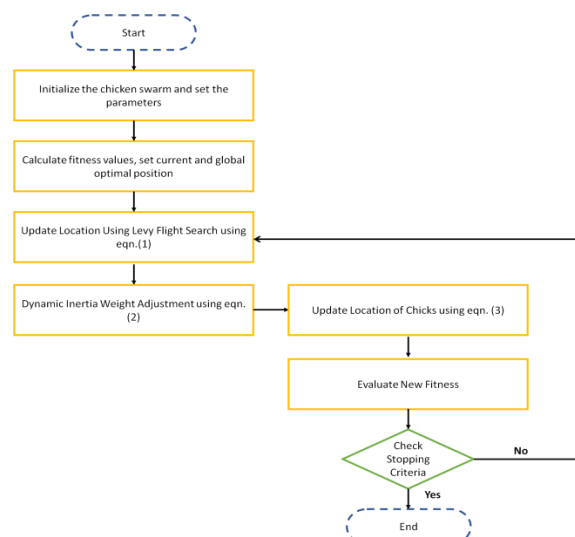 Start
Initialize the chicken swarm and set the
parameters
Calculate fitness values, set current and global
optimal position
Update Location Using Levy Flight Search using
eqn.(1)
Dynamic Inertia Weight Adjustment using eqn.
(2)
Update Location of Chicks using eqn. (3)
Evaluate New Fitness
Check
Stopping
Criteria
No
Yes
End